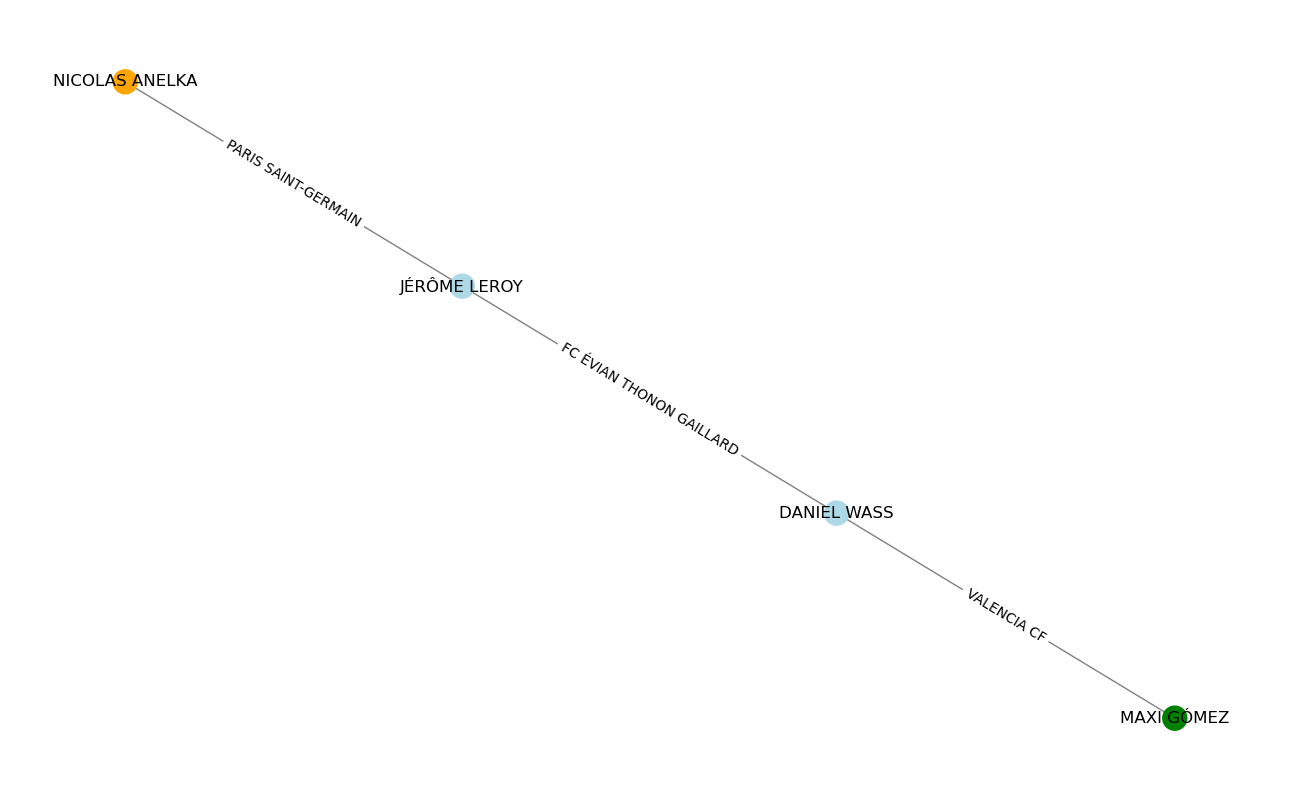 NICOLAS ANELKA
PARIS SAINT-GERMAIN
JÉRÔME LEROY
FC ÉVIAN THONON GAILLARD
DANIEL WASS
VALENCIA CF
MAXI GÓMEZ